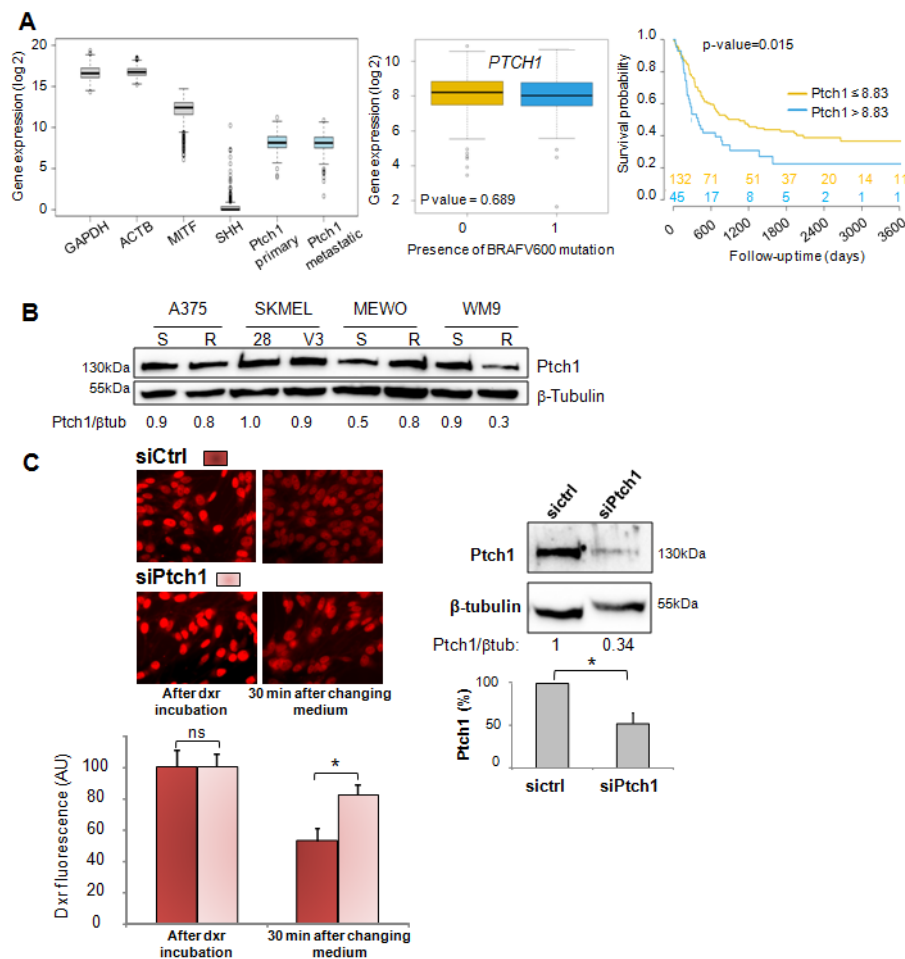 A
Gene expression (log 2)
20
15
10
5
0
GAPDH
ACTB
MITF
SHH
Ptch1 primary
Ptch1 metastatic
Gene expression (log 2)
10
8
6
4
2
PTCH1
P value = 0.689
0 1
Presence of BRAFV600 mutation
Survival probability
1.0
0.8
0.6
0.4
0.2
0.0
p-value=0.015
Ptch1 ≤ 8.83
Ptch1 > 8.83
132 71 51 37 20 14 11
45 17 8 5 2 1 1
0 600 1200 1800 2400 3000 3600
Follow-uptime (days)
B
A375 SKMEL MEWO WM9
S R 28 V3 S R S R
130kDa Ptch1
55kDa β-Tubulin
Ptch1/βtub 0.9 0.8 1.0 0.9 0.5 0.8 0.9 0.3
C
siCtrl
siPtch1
After dxr incubation
30 min after changing medium
Dxr fluorescence (AU)
100
80
60
40
20
0
ns
*
After dxr incubation
30 min after changing medium
sictrl siPtch1
Ptch1 130kDa
β-tubulin 55kDa
Ptch1/βtub: 1 0.34
Ptch1 (%)
100
50
0
*
sictrl siPtch1